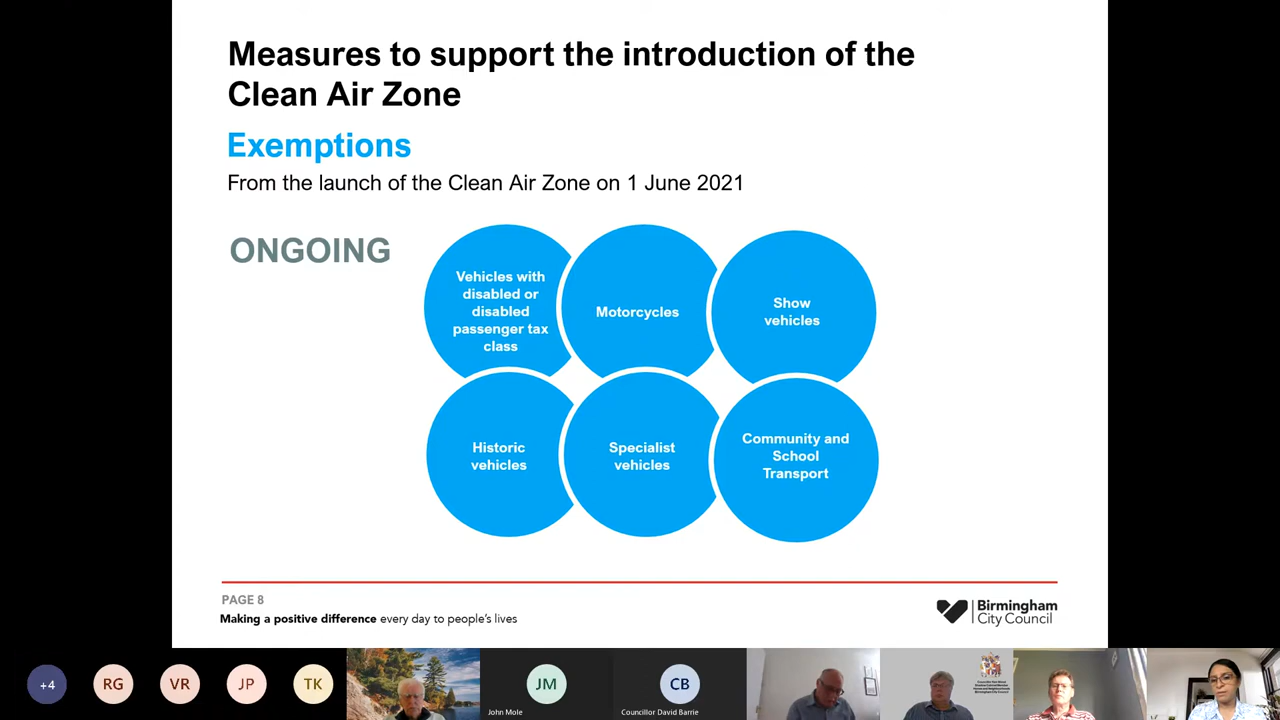 Measures to support the introduction of the
Clean Air Zone
Exemptions
From the launch of the Clean Air Zone on 1 June 2021
ONGOING
Vehicles with
disabled or
disabled
passenger tax
class
Motorcycles
Show
vehicles
Historic
vehicles
Specialist
vehicles
Community and
School
Transport
PAGE 8
Making a positive difference every day to people's lives
Birmingham
City Council
+4
RG
VR
JP
TK
JM
John Mole
CB
Councillor David Barrie